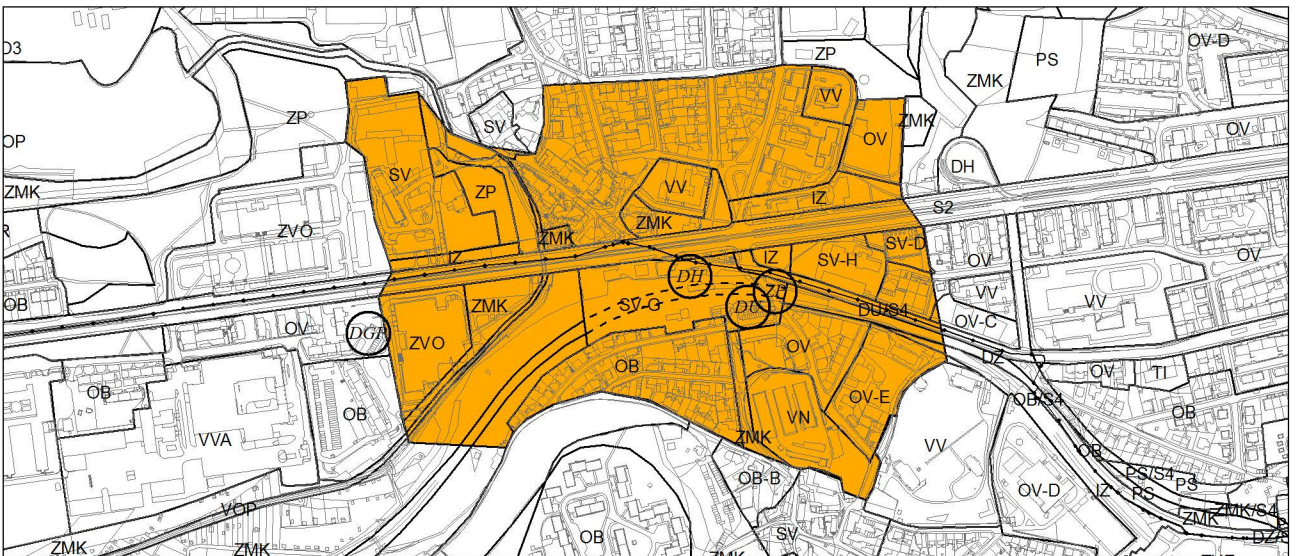 D3
ZP
OP
ZMK
ZVO
OB
OV
DGP
OB
VVA
OB
VOP
ZMK
ZMK
SV
ZP
IZ
ZVO
ZMK
ZMK
SV
VV
ZMK
ZP
VV
OV
ZMK
IZ
IZ
SV-H
SV-D
DH
SV-O
DU
ZU
OB
OV
VN
OV-E
ZMK
OB-B
SV
OB
ZMK
DU/S4
S2
DH
ZMK
PS
OV-D
OV
OV
OV
VV
VV
OV-C
DZ
OB/S4
OV
TI
OB
OB
VV
OV-D
IZ
PS/S4
PS
PS
ZMK/S4
ZMK